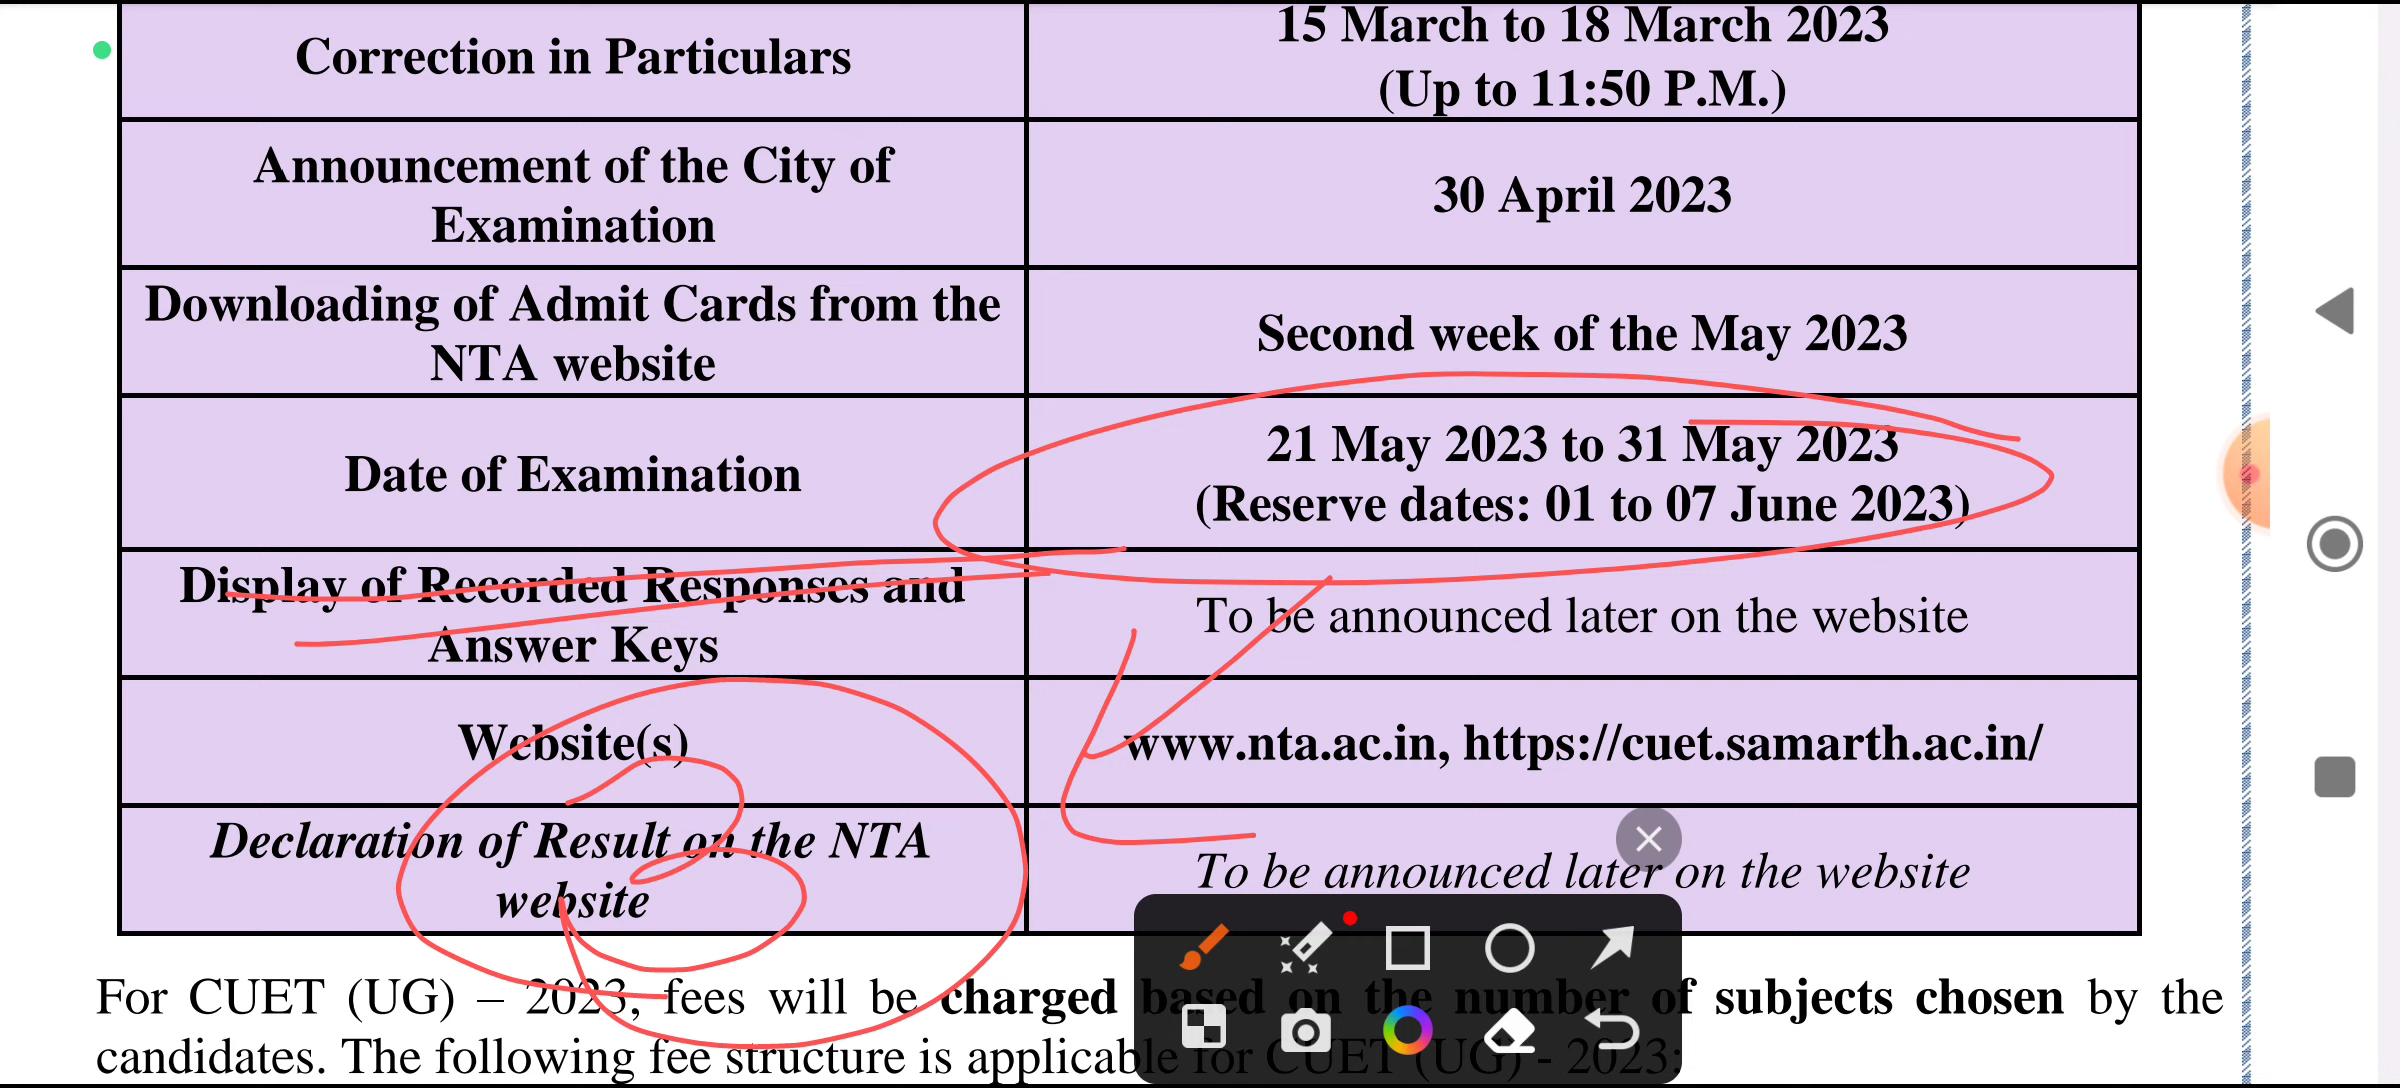 Correction in Particulars
15 March to 18 March 2023
(Up to 11:50 P.M.)
Announcement of the City of
Examination
30 April 2023
Downloading of Admit Cards from the
NTA website
Second week of the May 2023
Date of Examination
21 May 2023 to 31 May 2023
(Reserve dates: 01 to 07 June 2023)
Display of Recorded Responses and
Answer Keys
To be announced later on the website
Website(s)
www.nta.ac.in, https://cuet.samarth.ac.in/
Declaration of Result on the NTA
website
To be announced later on the website
3
For CUET (UG) – 2023, fees will be charged based on the number of subjects chosen by the
candidates. The following fee structure is applicable for CUET (UG) - 2023: